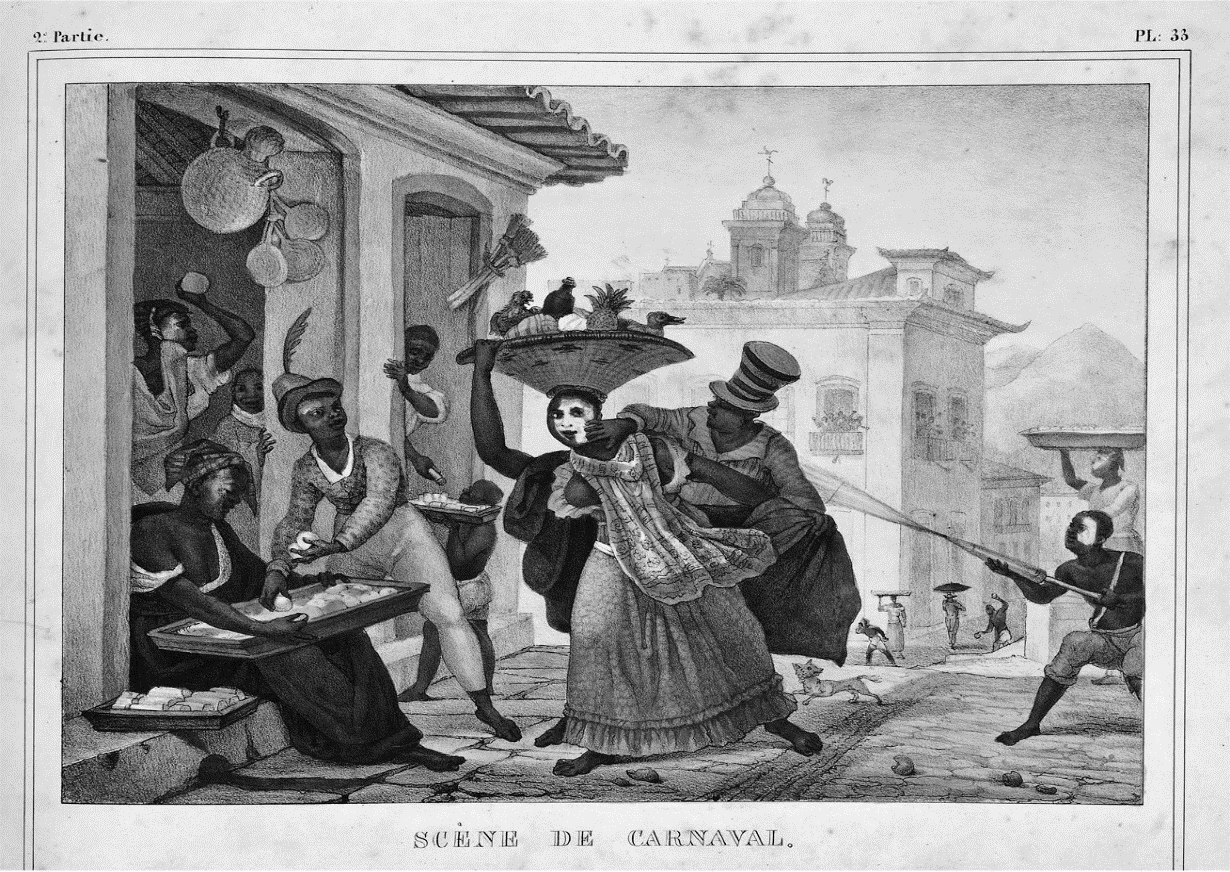 2e. Partie.
PL: 33
SCÈNE DE CARNAVAL.